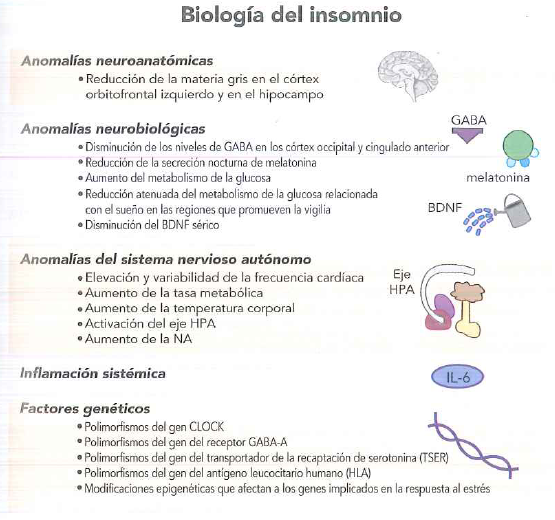 Biología del insomnio
Anomalías neuroanatómicas
• Reducción de la materia gris en el córtex
orbitofrontal izquierdo y en el hipocampo
Anomalías neurobiológicas
• Disminución de los niveles de GABA en los córtex occipital y cingulado anterior
• Reducción de la secreción nocturna de melatonina
• Aumento del metabolismo de la glucosa
• Reducción atenuada del metabolismo de la glucosa relacionada
con el sueño en las regiones que promueven la vigilia
• Disminución del BDNF sérico
GABA
melatonina
BDNF
Anomalías del sistema nervioso autónomo
• Elevación y variabilidad de la frecuencia cardíaca
• Aumento de la tasa metabólica
• Aumento de la temperatura corporal
• Activación del eje HPA
• Aumento de la NA
Eje
HPA
Inflamación sistémica
IL-6
Factores genéticos
• Polimorfismos del gen CLOCK
• Polimorfismos del gen del receptor GABA-A
• Polimorfismos del gen del transportador de la recaptación de serotonina (TSER)
• Polimorfismos del gen del antígeno leucocitario humano (HLA)
• Modificaciones epigenéticas que afectan a los genes implicados en la respuesta al estrés